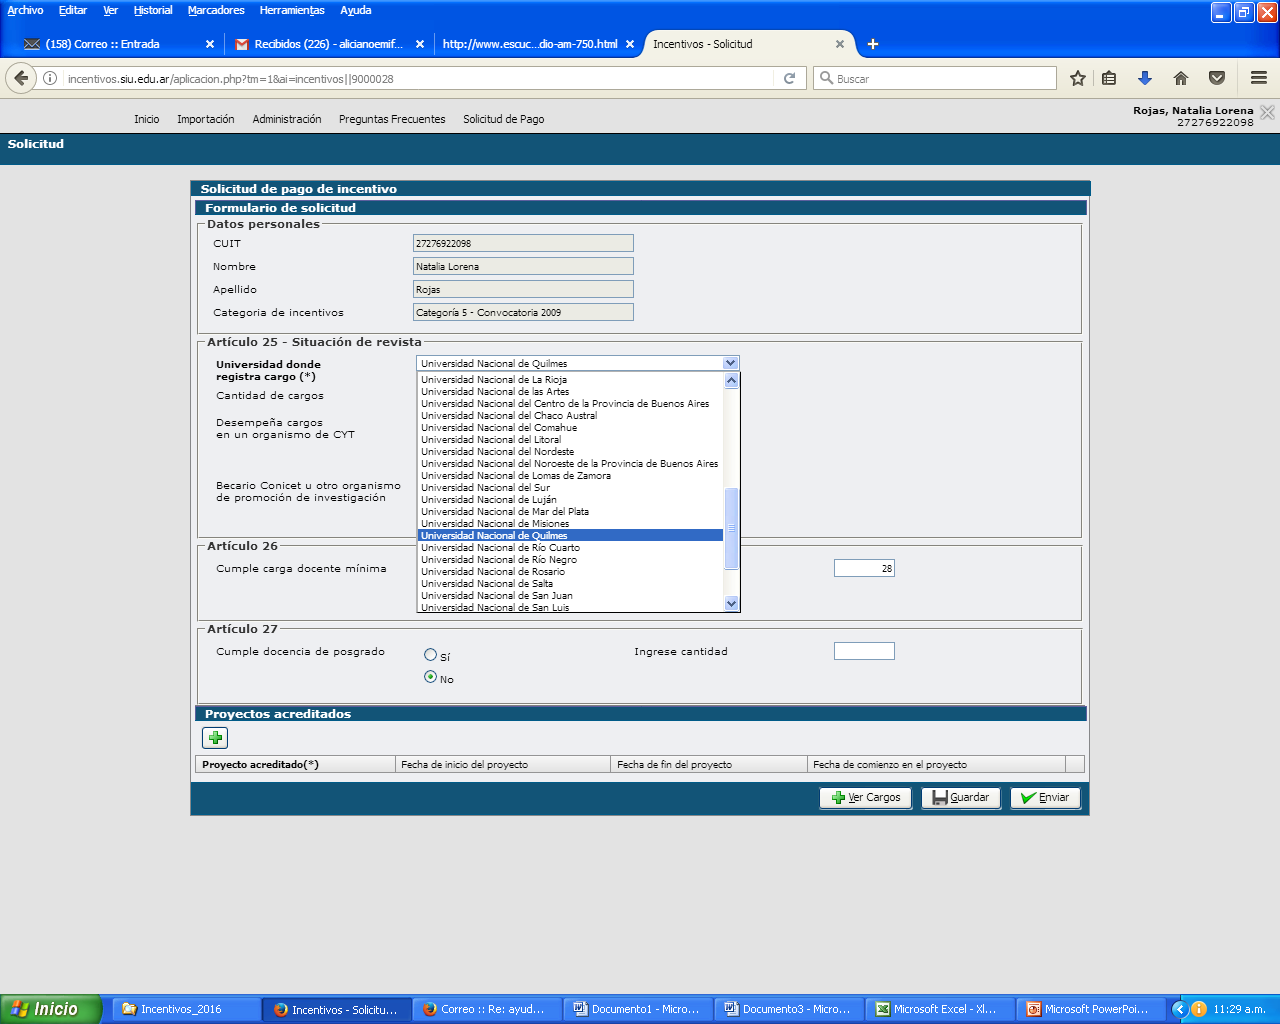 Archivo Editar Ver Historial Marcadores Herramientas Ayuda
(158) Correo :: Entrada
Recibidos (226) - alicianoemif...
http://www.escuc...dio-am-750.html
Incentivos - Solicitud
incentivos.siu.edu.ar/aplicacion.php?tm=1&ai=incentivos||9000028
Buscar
Inicio Importación Administración Preguntas Frecuentes Solicitud de Pago
Rojas, Natalia Lorena
27276922098
Solicitud
Solicitud de pago de incentivo
Formulario de solicitud
Datos personales
CUIT 27276922098
Nombre Natalia Lorena
Apellido Rojas
Categoria de incentivos Categoría 5 - Convocatoria 2009
Artículo 25 - Situación de revista
Universidad donde
registra cargo (*)
Universidad Nacional de Quilmes
Cantidad de cargos
Desempeña cargos
en un organismo de CYT
Becario Conicet u otro organismo
de promoción de investigación
Universidad Nacional de La Rioja
Universidad Nacional de las Artes
Universidad Nacional del Centro de la Provincia de Buenos Aires
Universidad Nacional del Chaco Austral
Universidad Nacional del Comahue
Universidad Nacional del Litoral
Universidad Nacional del Nordeste
Universidad Nacional del Noroeste de la Provincia de Buenos Aires
Universidad Nacional de Lomas de Zamora
Universidad Nacional del Sur
Universidad Nacional de Luján
Universidad Nacional de Mar del Plata
Universidad Nacional de Misiones
Universidad Nacional de Quilmes
Universidad Nacional de Río Cuarto
Universidad Nacional de Río Negro
Universidad Nacional de Rosario
Universidad Nacional de Salta
Universidad Nacional de San Juan
Universidad Nacional de San Luis
Artículo 26
Cumple carga docente mínima 28
Artículo 27
Cumple docencia de posgrado
Sí
No
Ingrese cantidad
Proyectos acreditados
Proyecto acreditado(*) Fecha de inicio del proyecto Fecha de fin del proyecto Fecha de comienzo en el proyecto
Ver Cargos Guardar Enviar
Inicio
Incentivos_2016
Incentivos - Solicitu...
Correo :: Re: ayud...
Documento1 - Micro...
Documento3 - Micro...
Microsoft Excel - Xl...
Microsoft PowerPoi...
11:29 a.m.